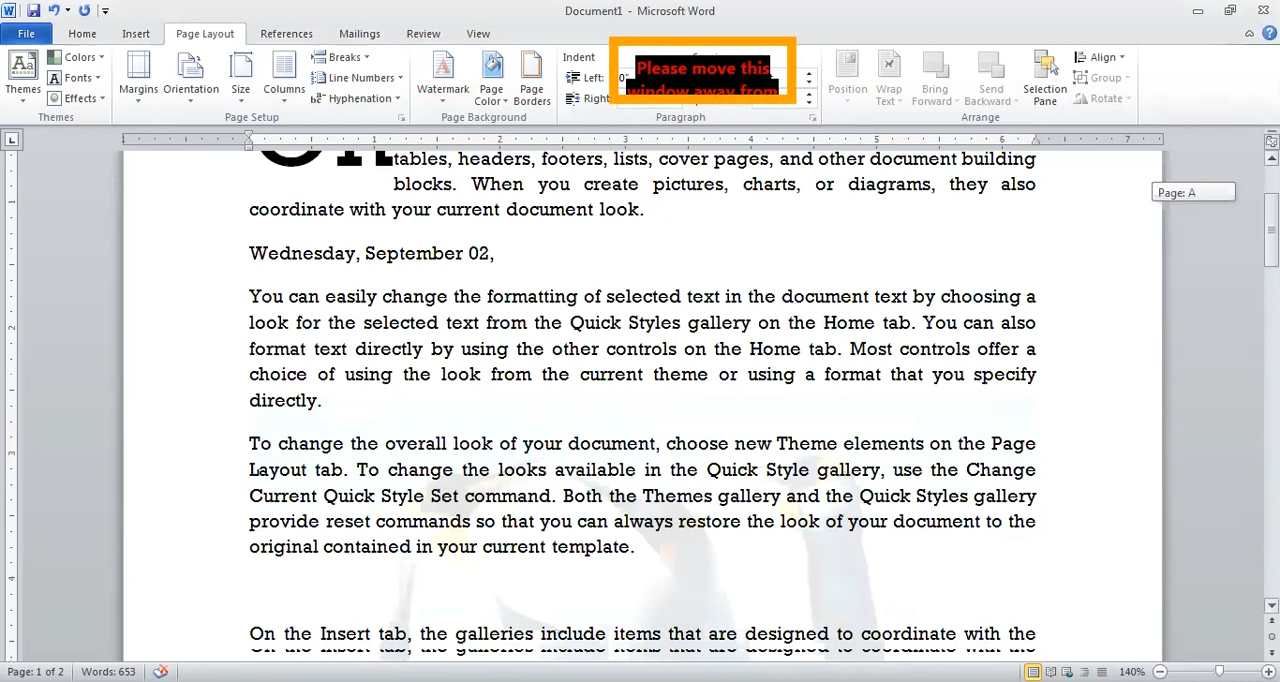 Document1 - Microsoft Word
File Home Insert Page Layout References Mailings Review View
Themes
Colors
Fonts
Effects
Themes
Margins Orientation Size Columns
Breaks
Line Numbers
Hyphenation
Page Setup
Watermark Page Color Page Borders
Page Background
Indent
Left:
Right
Please move this
window away from
Paragraph
Position Wrap Text Bring Forward Send Backward Selection Pane
Align
Group
Rotate
Arrange
1 2 3 4 5 6 7
tables, headers, footers, lists, cover pages, and other document building
blocks. When you create pictures, charts, or diagrams, they also
coordinate with your current document look.
Page: A
Wednesday, September 02,
You can easily change the formatting of selected text in the document text by choosing a
look for the selected text from the Quick Styles gallery on the Home tab. You can also
format text directly by using the other controls on the Home tab. Most controls offer a
choice of using the look from the current theme or using a format that you specify
directly.
To change the overall look of your document, choose new Theme elements on the Page
Layout tab. To change the looks available in the Quick Style gallery, use the Change
Current Quick Style Set command. Both the Themes gallery and the Quick Styles gallery
provide reset commands so that you can always restore the look of your document to the
original contained in your current template.
On the Insert tab, the galleries include items that are designed to coordinate with the
Page: 1 of 2 Words: 653 140%